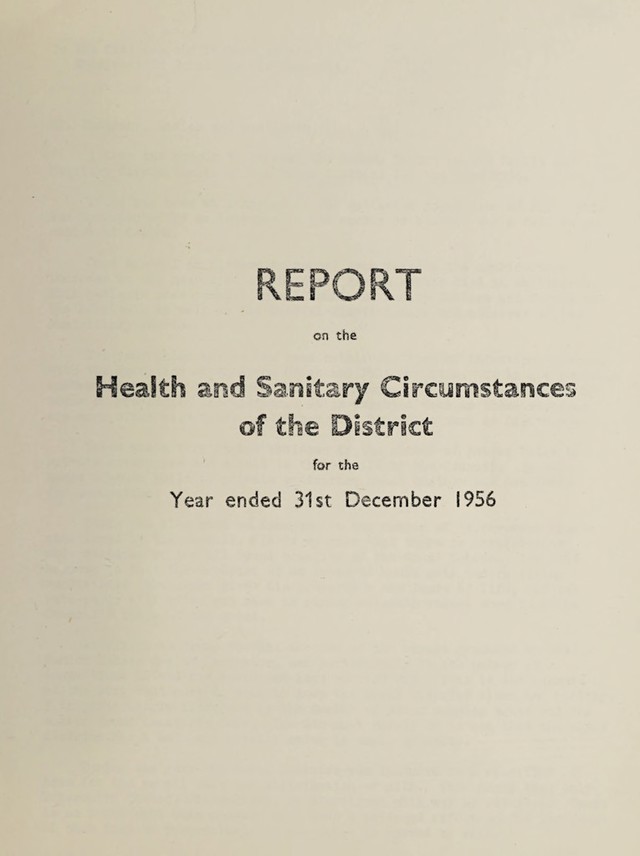 REPORT
on the
Health and Sanitary Circumstances
of the District
for the
Year ended 31st December 1956